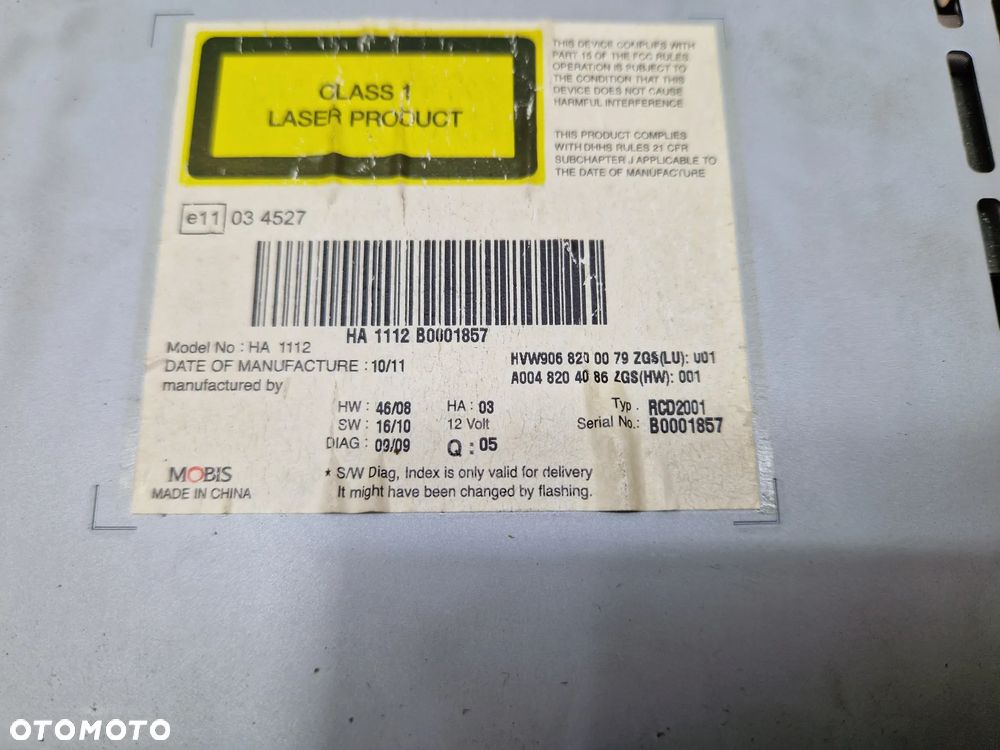 CLASS 1
LASER PRODUCT
THIS DEVICE COMPLIES WITH
PART 15 OF THE FCC RULES
OPERATION IS SUBJECT TO
THE CONDITION THAT THIS
DEVICE DOES NOT CAUSE
HARMFUL INTERFERENCE
THIS PRODUCT COMPLIES
WITH DHHS RULES 21 CFR
SUBCHAPTER J APPLICABLE TO
THE DATE OF MANUFACTURE
e11 03 4527
HA 1112 B0001857
Model No : HA 1112
DATE OF MANUFACTURE : 10/11
manufactured by
HVW906 820 00 79 ZGS(LU): 001
A004 820 40 86 ZGS(HW): 001
HW : 46/08 HA : 03 Typ. RCD2001
SW : 16/10 12 Volt Serial No.: B0001857
DIAG : 09/09 Q : 05
MOBIS
MADE IN CHINA
* S/W Diag, Index is only valid for delivery
It might have been changed by flashing.
OTOMOTO